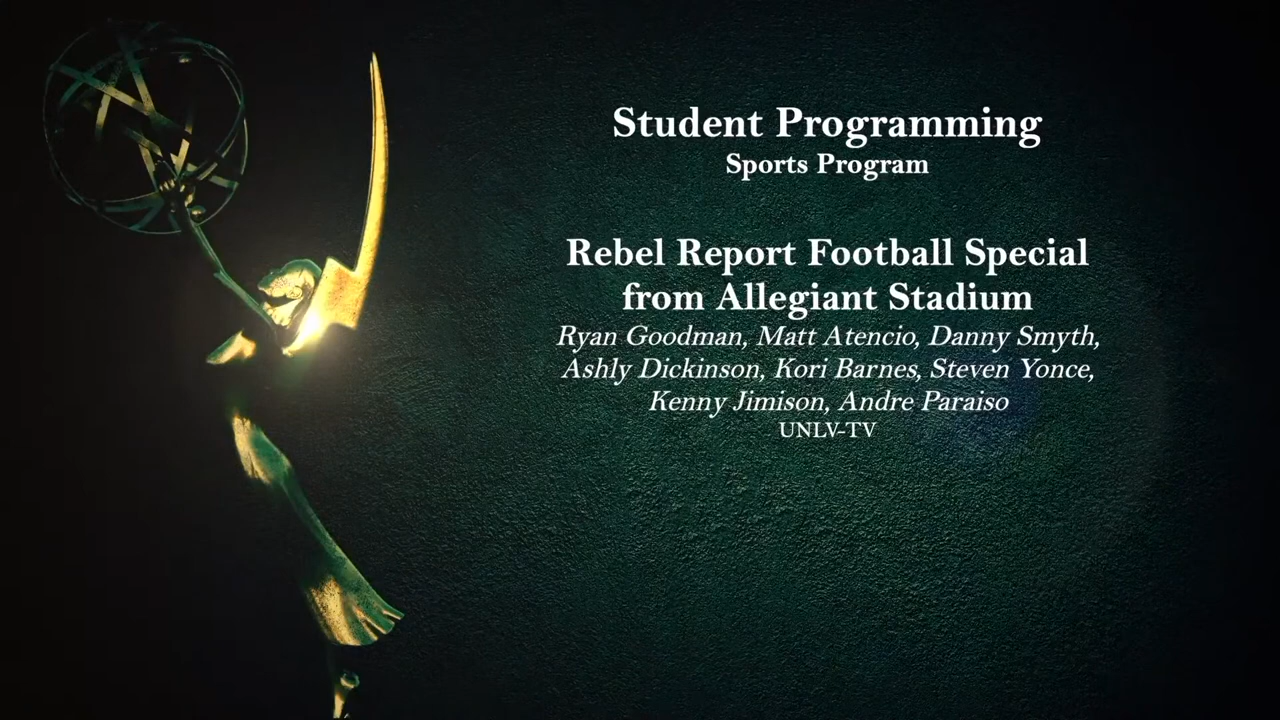 Student Programming
Sports Program
Rebel Report Football Special
from Allegiant Stadium
Ryan Goodman, Matt Atencio, Danny Smyth,
Ashly Dickinson, Kori Barnes, Steven Yonce,
Kenny Jimison, Andre Paraiso
UNLV-TV